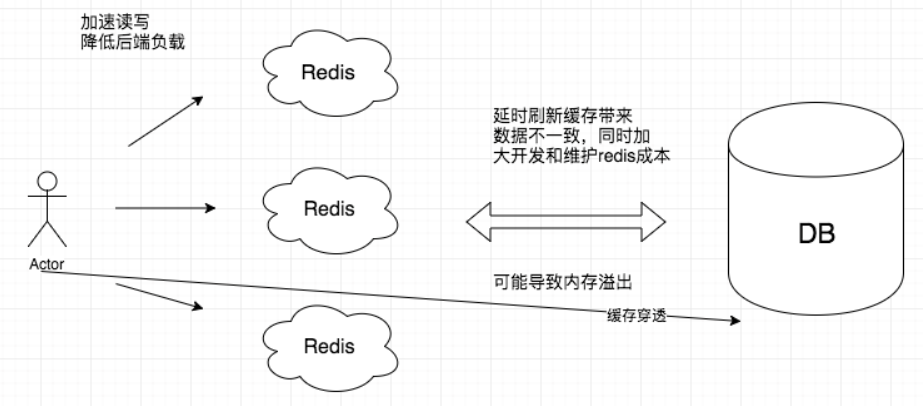 加速读写
降低后端负载
Redis
延时刷新缓存带来
数据不一致，同时加
大开发和维护redis成本
Redis
DB
Actor
可能导致内存溢出
缓存穿透
Redis